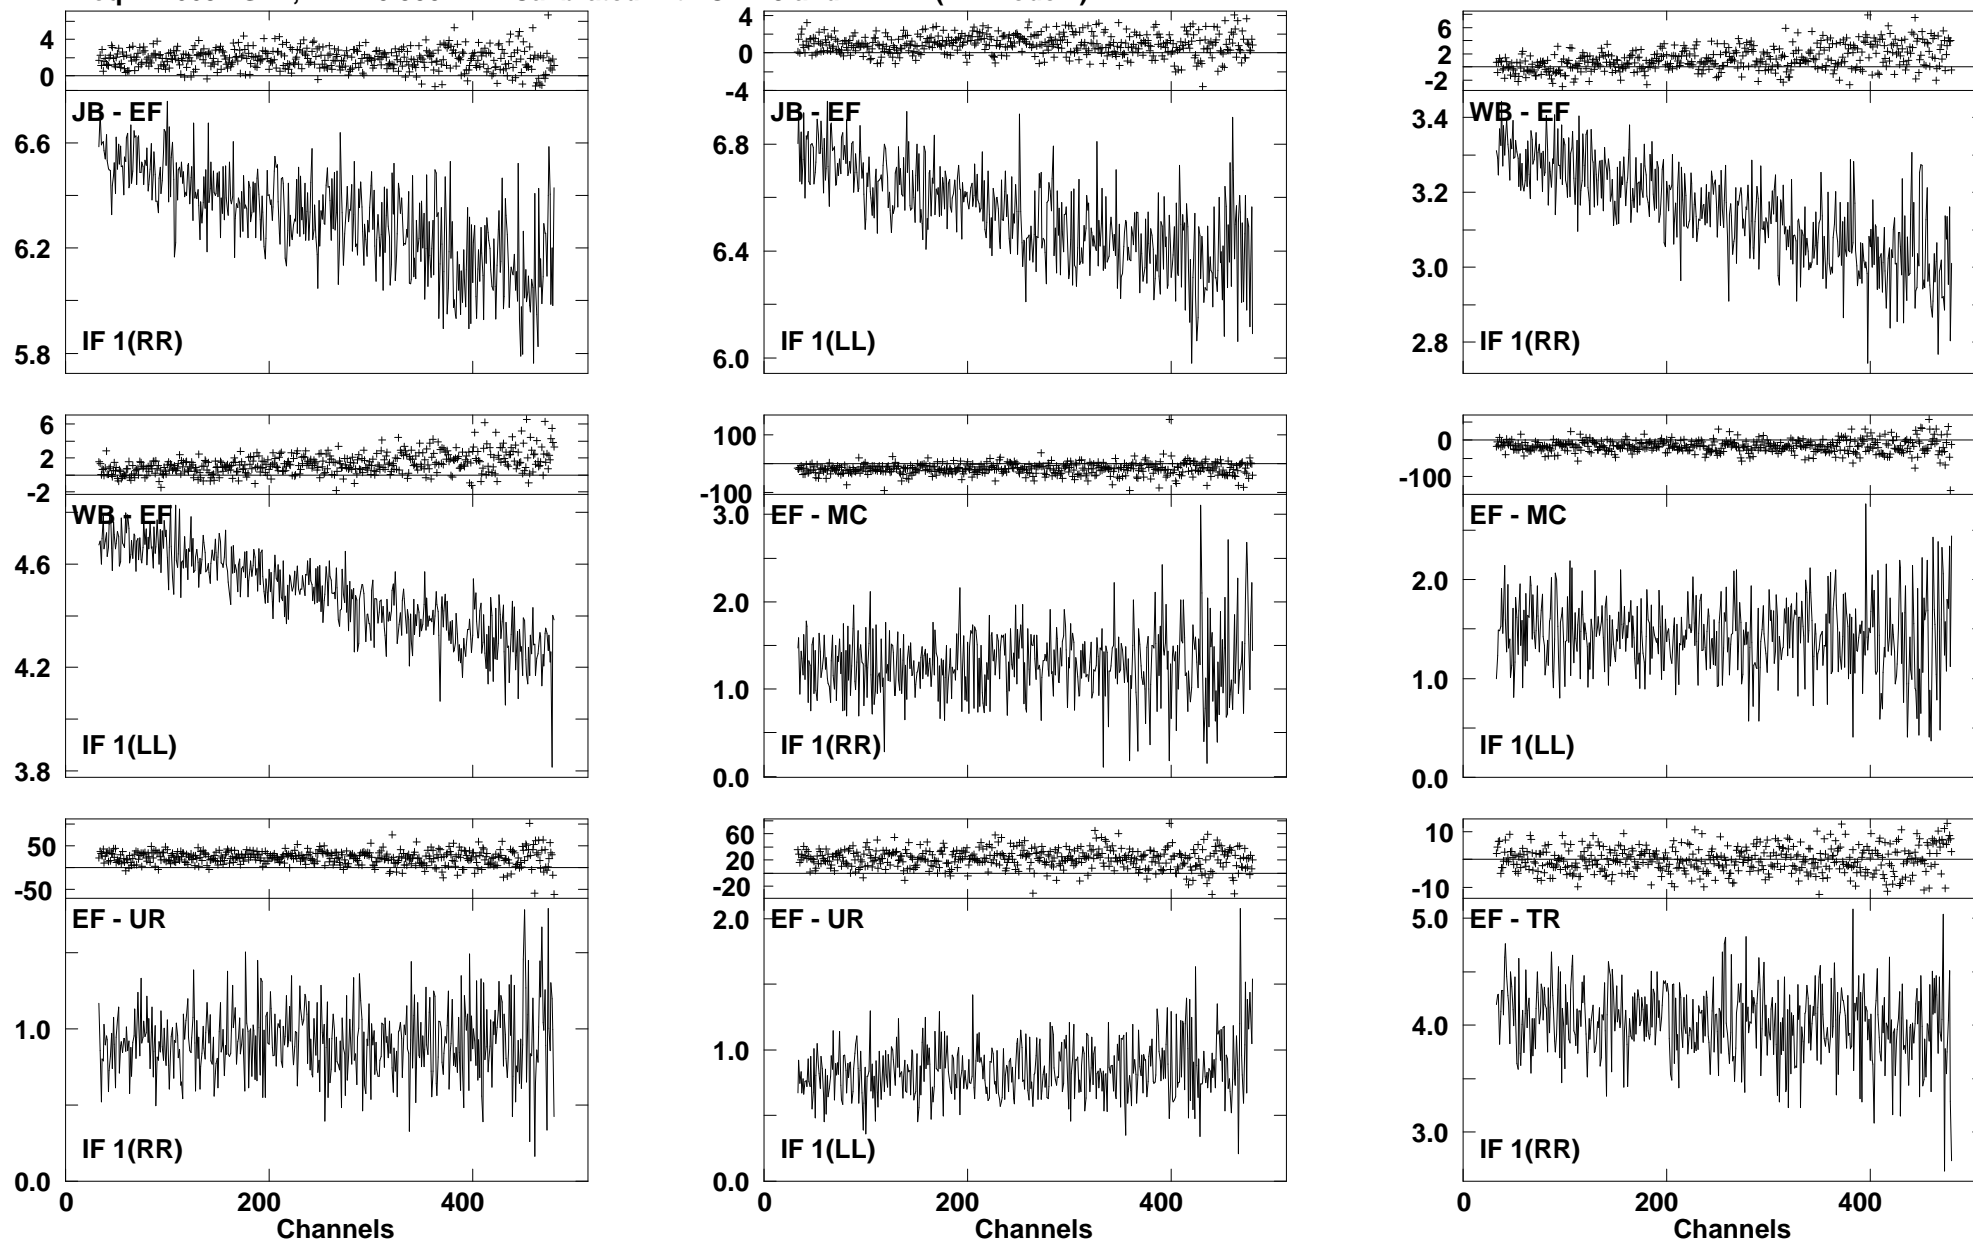 4
0
JB - EF
6.6
6.2
5.8
IF 1(RR)
4
0
-4
JB - EF
6.8
6.4
6.0
IF 1(LL)
6
2
-2
WB - EF
3.4
3.2
3.0
2.8
IF 1(RR)
6
2
-2
WB - EF
4.6
4.2
3.8
IF 1(LL)
100
-100
EF - MC
3.0
2.0
1.0
0.0
IF 1(RR)
0
-100
EF - MC
2.0
1.0
0.0
IF 1(LL)
50
-50
EF - UR
1.0
0.0
IF 1(RR)
0 200 400
Channels
60
20
-20
EF - UR
2.0
1.0
0.0
IF 1(LL)
0 200 400
Channels
10
-10
EF - TR
5.0
4.0
3.0
IF 1(RR)
0 200 400
Channels